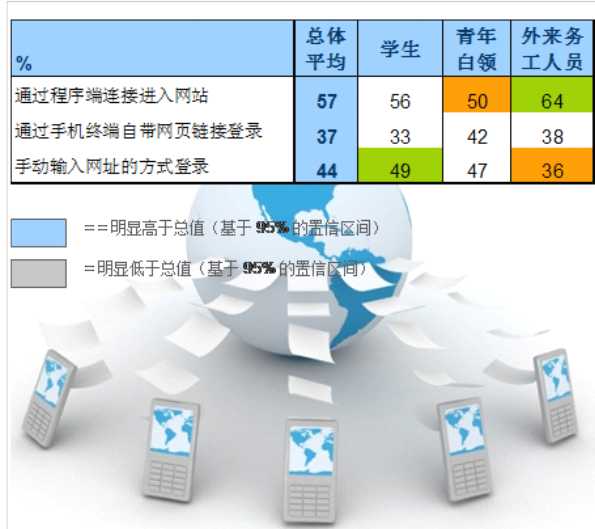 总体 学生 青年 外来务
% 平均 白领 工人员
通过程序端连接进入网站 57 56 50 64
通过手机终端自带网页链接登录 37 33 42 38
手动输入网址的方式登录 44 49 47 36
==明显高于总值（基于 95% 的置信区间）
=明显低于总值（基于 95% 的置信区间）